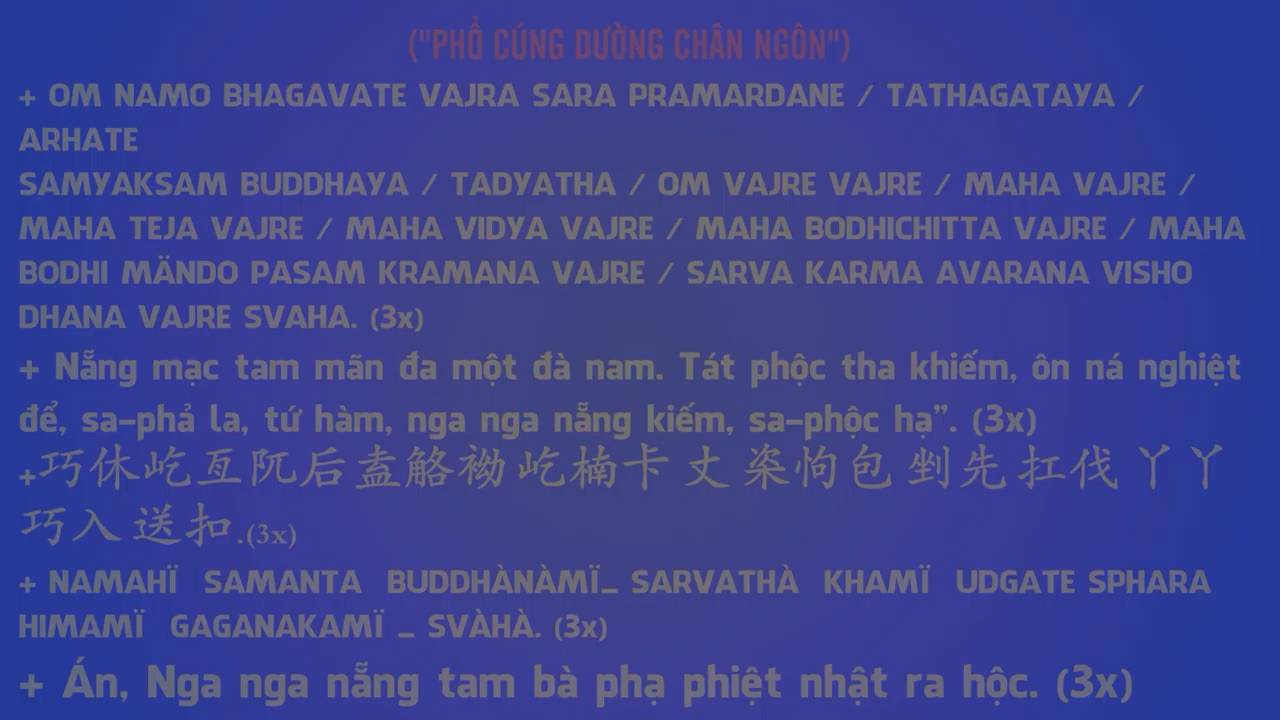 ("PHỔ CÚNG DƯỜNG CHÂN NGÔN")
+ OM NAMO BHAGAVATE VAJRA SARA PRAMARDANE / TATHAGATAYA /
ARHATE
SAMYAKSAM BUDDHAYA / TADYATHA / OM VAJRE VAJRE / MAHA VAJRE /
MAHA TEJA VAJRE / MAHA VIDYA VAJRE / MAHA BODHICHITTA VAJRE / MAHA
BODHI MÄNDO PASAM KRAMANA VAJRE / SARVA KARMA AVARANA VISHO
DHANA VAJRE SVAHA. (3x)
+ Nẵng mạc tam mãn đa một đà nam. Tát phộc tha khiếm, ôn ná nghiệt
để, sa-phả la, tứ hàm, nga nga nẵng kiếm, sa-phộc hạ”. (3x)
+巧休屹亙阢后盍觡袎屹楠卡丈姿怐包剉先扛伐丫丫
巧入送扣.(3x)
+ NAMAHÏ SAMANTA BUDDHÀNÀMÏ_ SARVATHÀ KHAMÏ UDGATE SPHARA
HIMAMÏ GAGANAKAMÏ _ SVÀHÀ. (3x)
+ Án, Nga nga nẵng tam bà phạ phiệt nhật ra hộc. (3x)